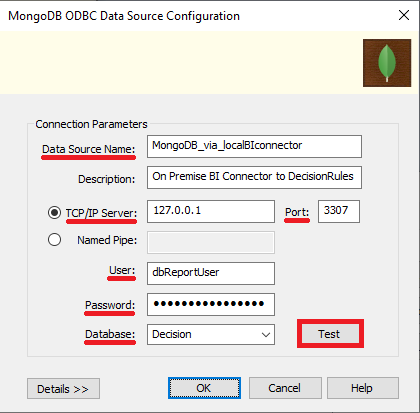 MongoDB ODBC Data Source Configuration
Connection Parameters
Data Source Name: MongoDB_via_localBIconnector
Description: On Premise BI Connector to DecisionRules
TCP/IP Server: 127.0.0.1 Port: 3307
Named Pipe:
User: dbReportUser
Password: ●●●●●●●●●●●●●●●●
Database: Decision Test
Details >> OK Cancel Help